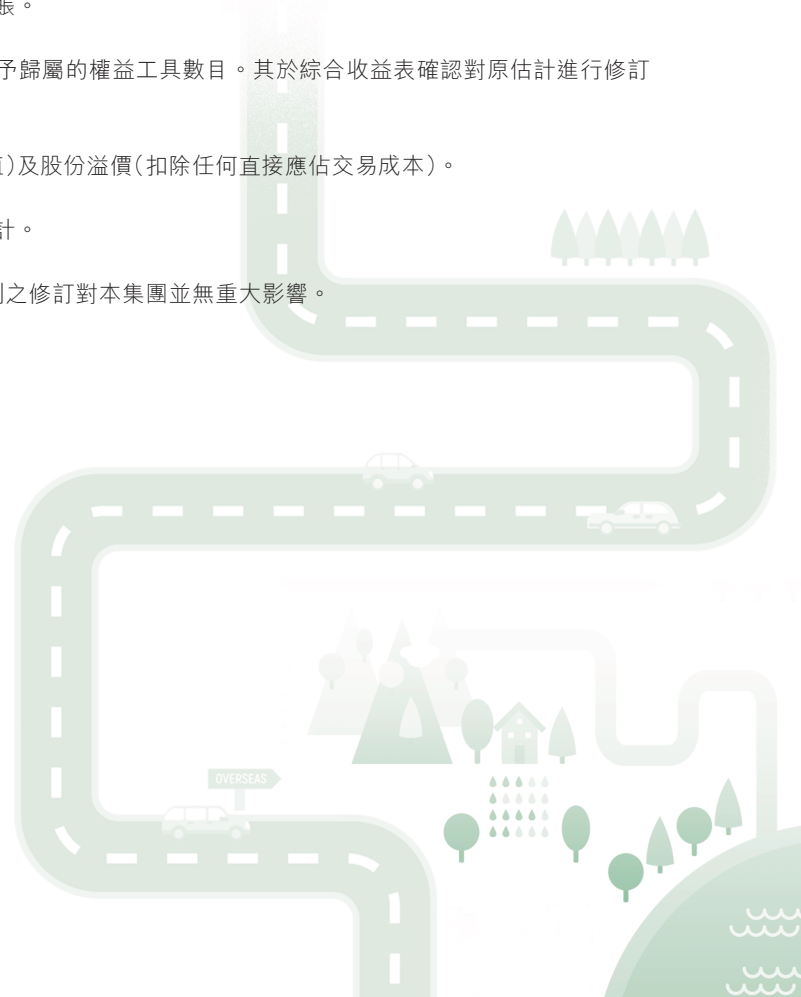 賬。
予歸屬的權益工具數目。其於綜合收益表確認對原估計進行修訂
)及股份溢價(扣除任何直接應佔交易成本)。
計。
之修訂對本集團並無重大影響。
OVERSEAS